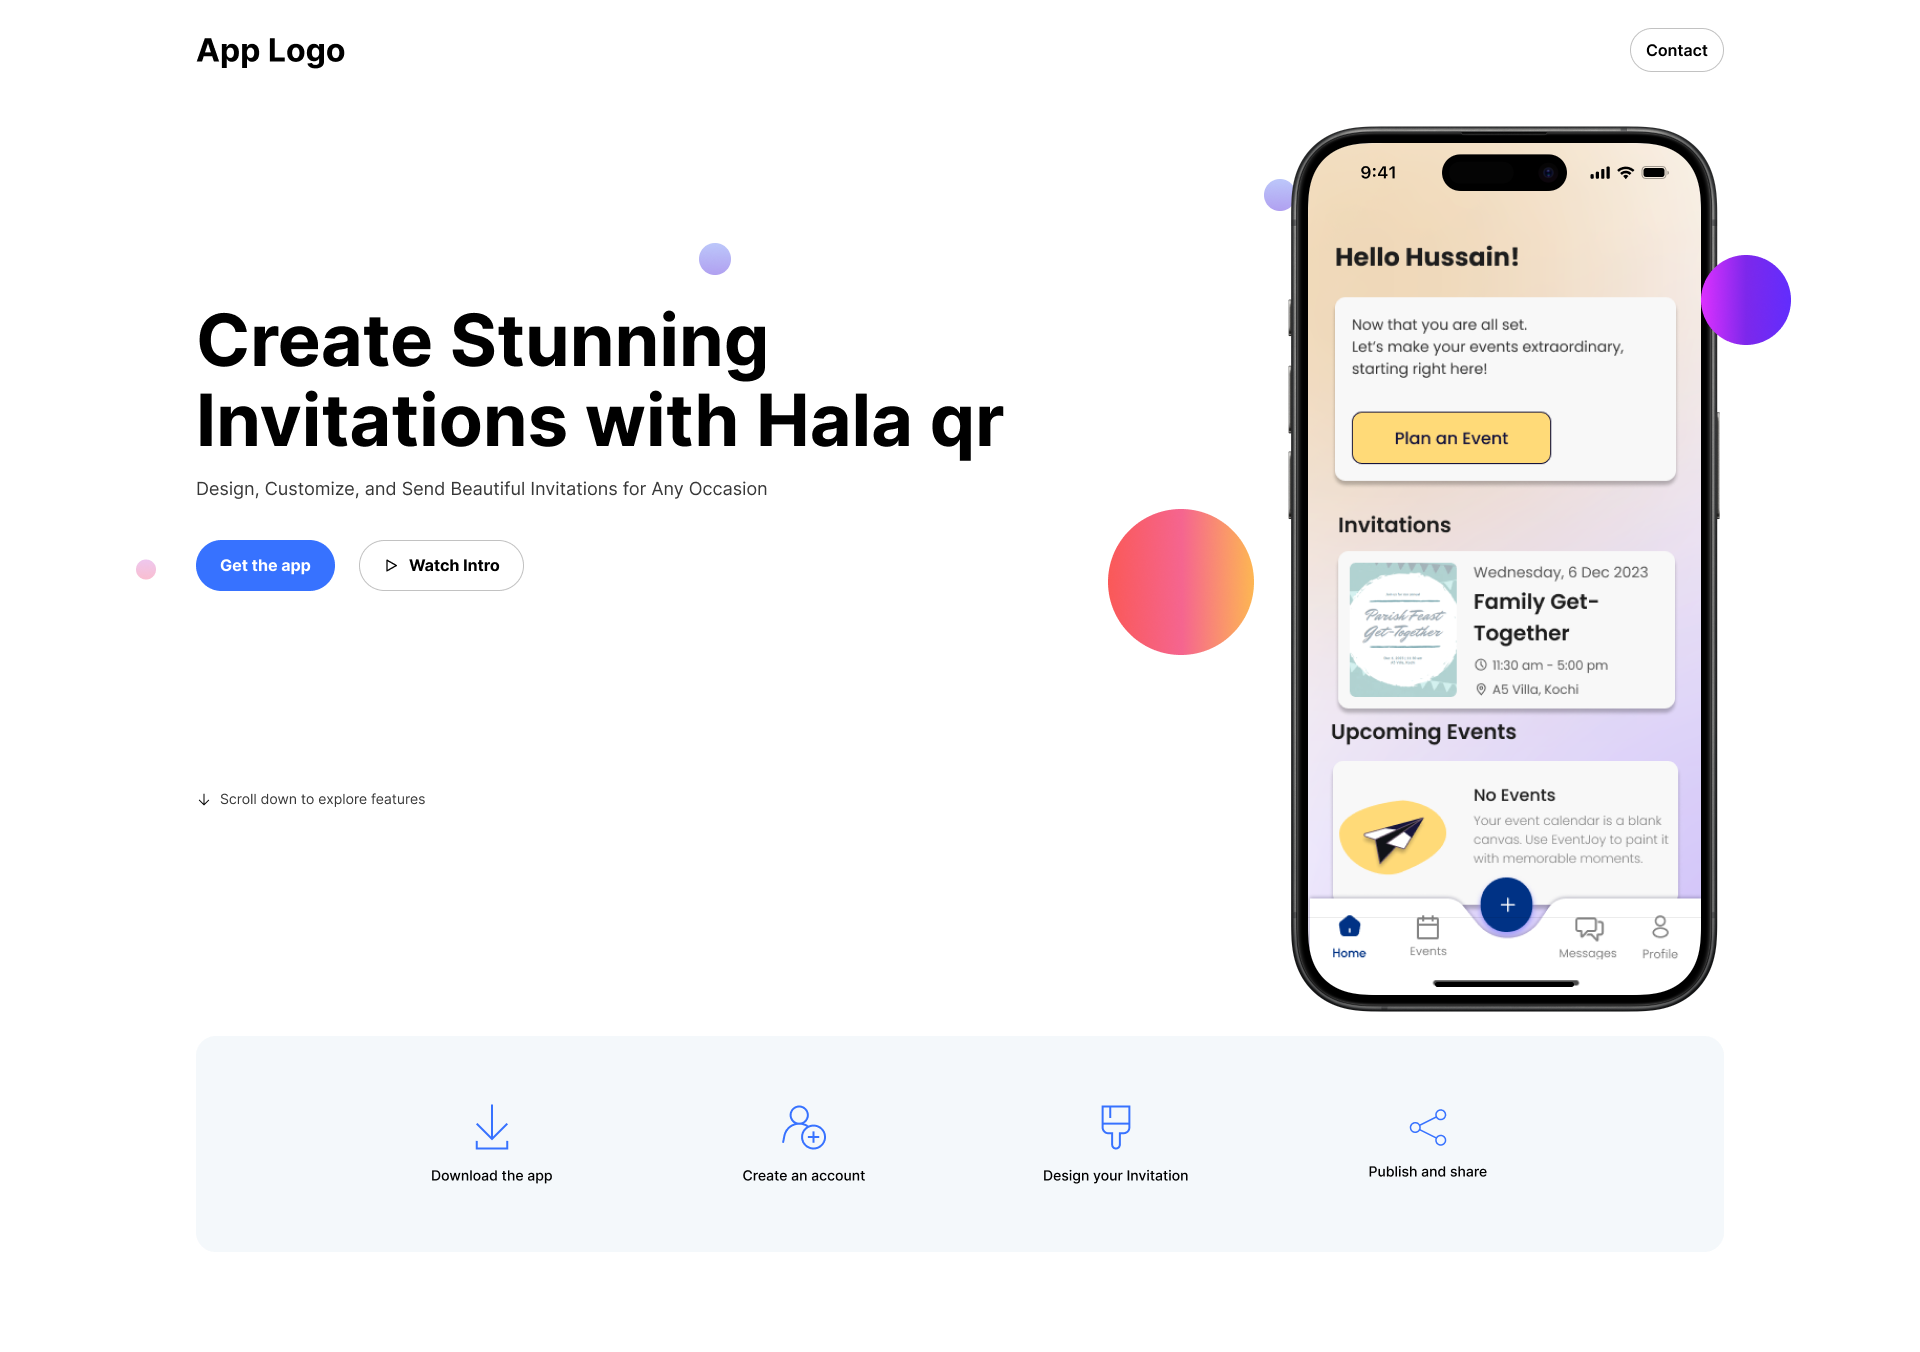 App Logo
Contact
Create Stunning
Invitations with Hala qr
Design, Customize, and Send Beautiful Invitations for Any Occasion
Get the app
Watch Intro
Scroll down to explore features
9:41
Hello Hussain!
Now that you are all set.
Let's make your events extraordinary,
starting right here!
Plan an Event
Invitations
Parish Feast
Get-Together
Wednesday, 6 Dec 2023
Family Get-
Together
11:30 am - 5:00 pm
A5 Villa, Kochi
Upcoming Events
No Events
Your event calendar is a blank
canvas. Use EventJoy to paint it
with memorable moments.
Home
Events
Messages
Profile
Download the app
Create an account
Design your Invitation
Publish and share